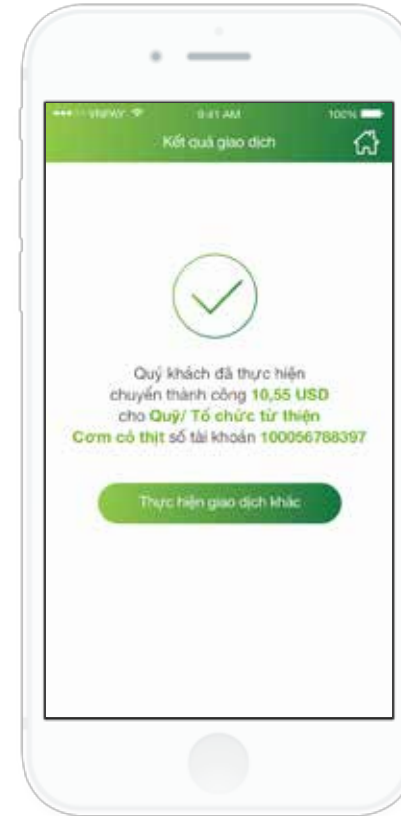 9:41 AM 100%
Kết quả giao dịch
Quý khách đã thực hiện
chuyển thành công 10,55 USD
cho Quỹ/ Tổ chức từ thiện
Cơm có thịt số tài khoản 100056788397
Thực hiện giao dịch khác